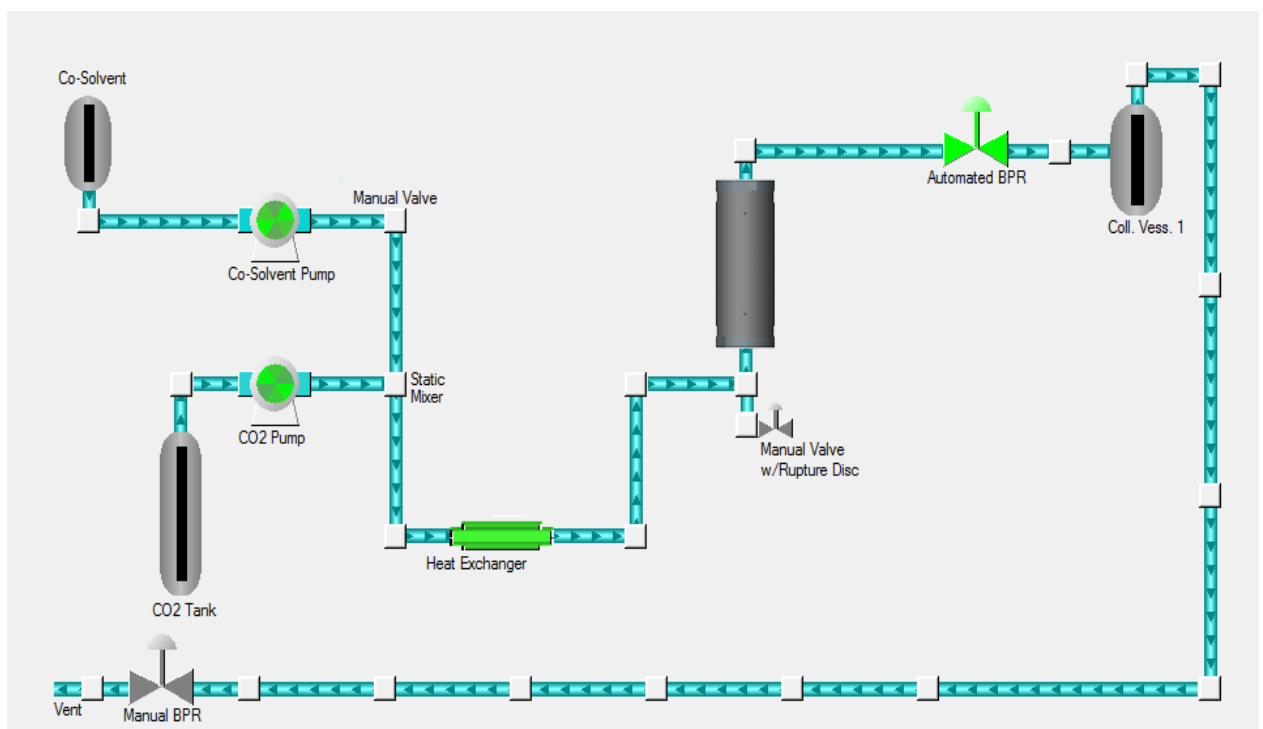 Co-Solvent
Manual Valve
Automated BPR
Coll. Vess. 1
Co-Solvent Pump
Static
Mixer
CO2 Pump
Manual Valve
w/Rupture Disc
Heat Exchanger
CO2 Tank
Vent
Manual BPR